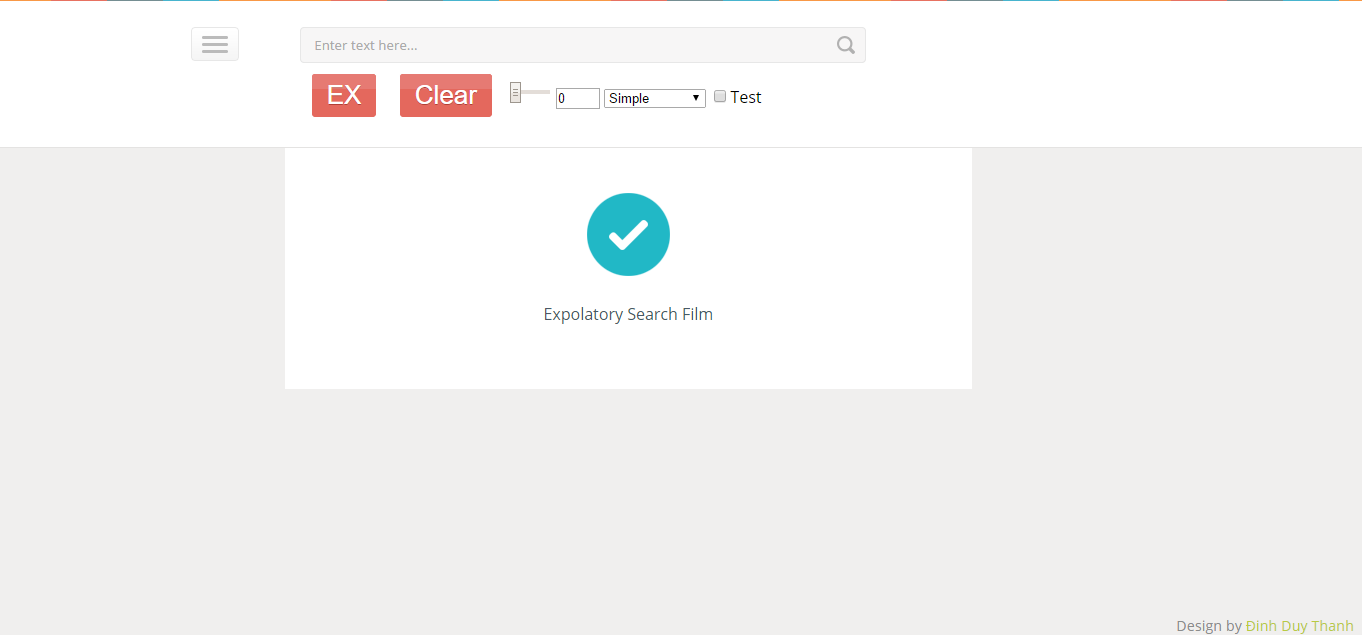 Enter text here...
EX Clear 0 Simple Test
Expolatory Search Film
Design by Đinh Duy Thanh